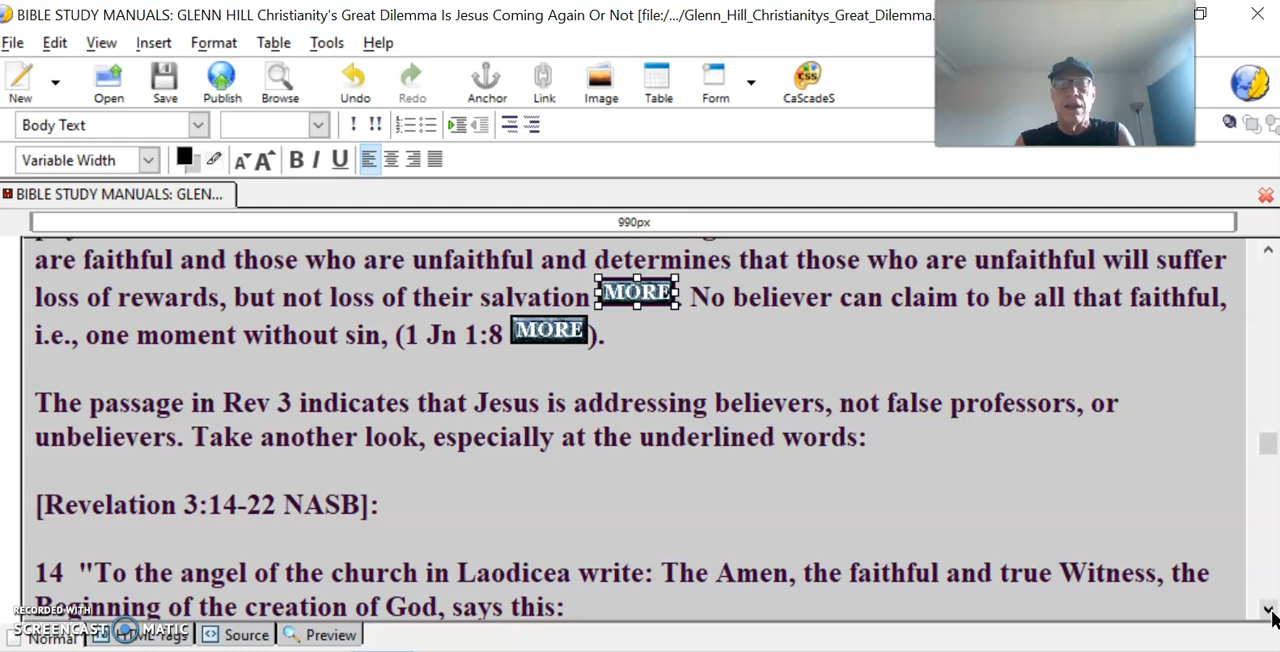 BIBLE STUDY MANUALS: GLENN HILL Christianity's Great Dilemma Is Jesus Coming Again Or Not [file:/.../Glenn_Hill_Christianitys_Great_Dilemma.
File Edit View Insert Format Table Tools Help
New Open Save Publish Browse Undo Redo Anchor Link Image Table Form CaScadeS
Body Text ! !!
Variable Width A A B I U
BIBLE STUDY MANUALS: GLEN...
990px
are faithful and those who are unfaithful and determines that those who are unfaithful will suffer
loss of rewards, but not loss of their salvation MORE. No believer can claim to be all that faithful,
i.e., one moment without sin, (1 Jn 1:8 MORE).
The passage in Rev 3 indicates that Jesus is addressing believers, not false professors, or
unbelievers. Take another look, especially at the underlined words:
[Revelation 3:14-22 NASB]:
14 "To the angel of the church in Laodicea write: The Amen, the faithful and true Witness, the
Beginning of the creation of God, says this:
RECORDED WITH
SCREENCAST MATIC
Normal HTML Tags Source Preview